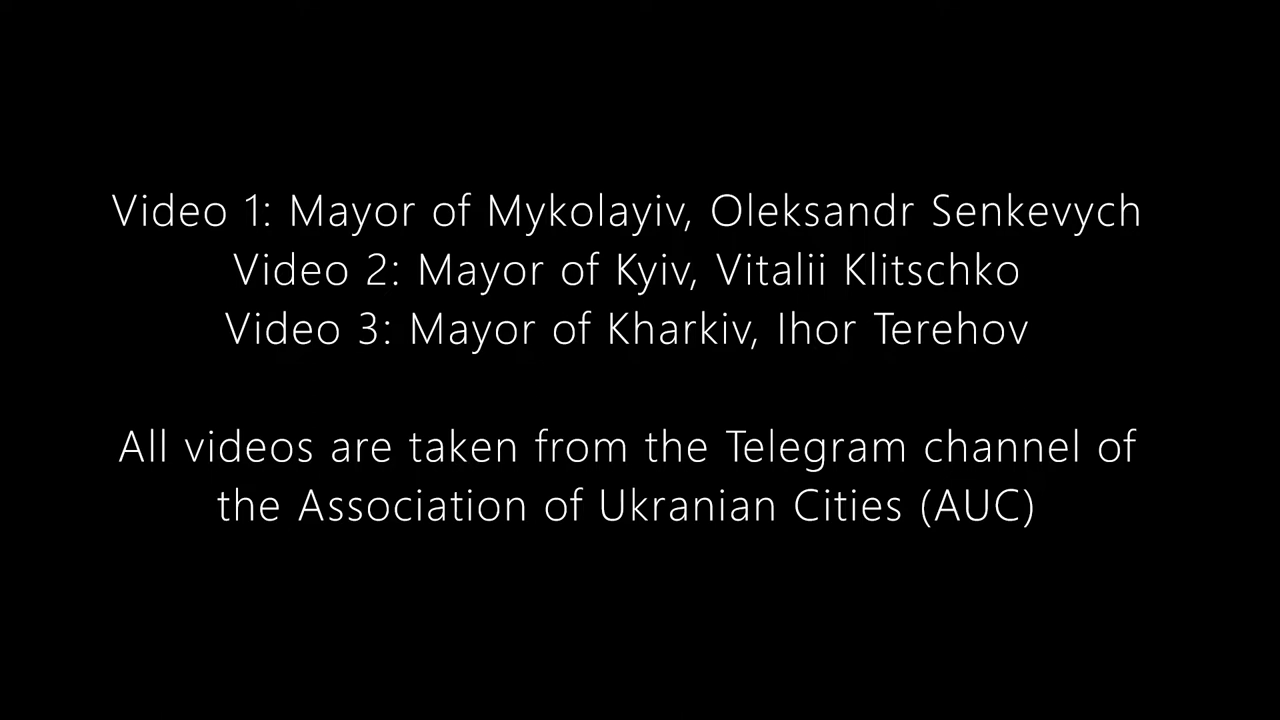 Video 1: Mayor of Mykolayiv, Oleksandr Senkevych
Video 2: Mayor of Kyiv, Vitalii Klitschko
Video 3: Mayor of Kharkiv, Ihor Terehov
All videos are taken from the Telegram channel of
the Association of Ukranian Cities (AUC)